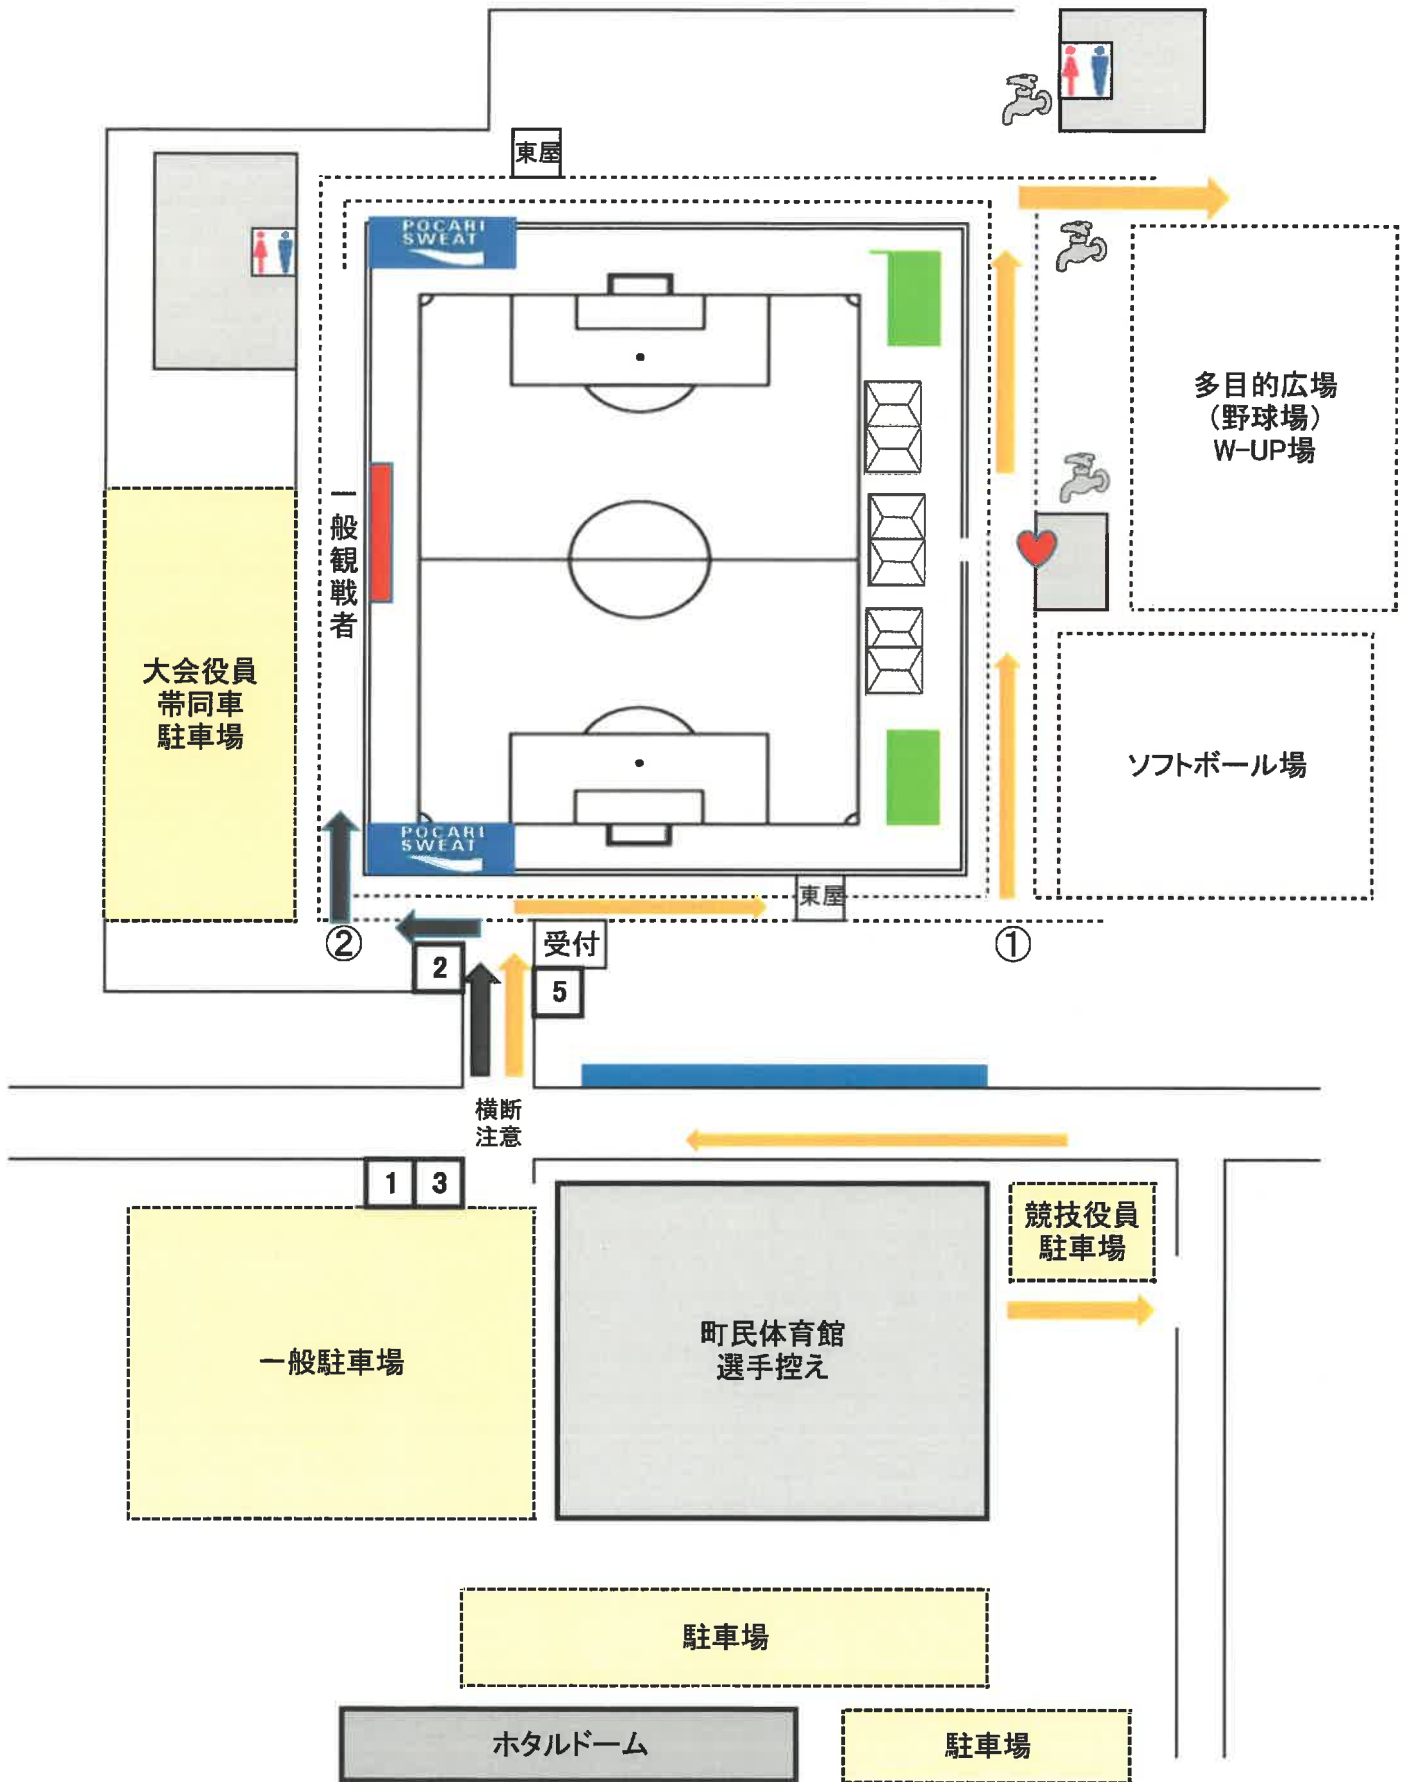 東屋
POCARI
SWEAT
多目的広場
（野球場）
W-UP場
一般観戦者
大会役員
帯同車
駐車場
ソフトボール場
POCARI
SWEAT
東屋
②
受付
①
2
5
横断
注意
1
3
競技役員
駐車場
町民体育館
選手控え
一般駐車場
駐車場
ホタルドーム
駐車場